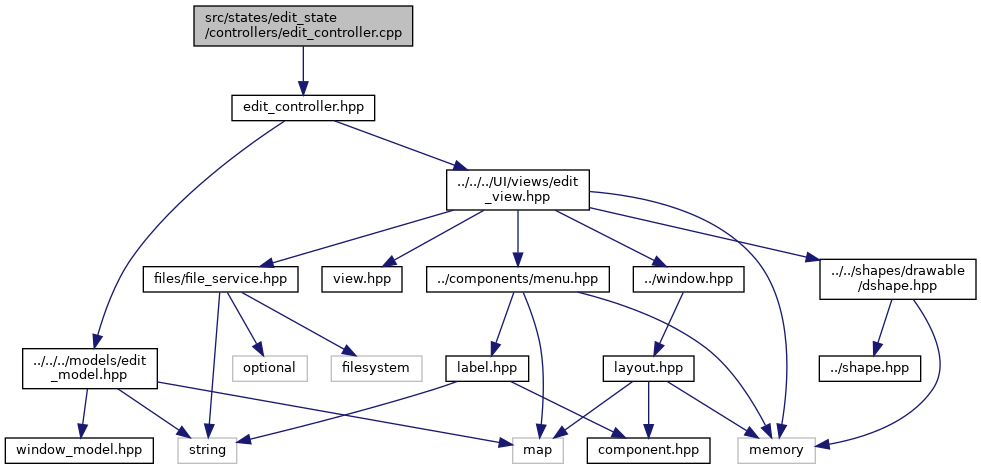 src/states/edit_state
/controllers/edit_controller.cpp
edit_controller.hpp
../../../UI/views/edit
_view.hpp
files/file_service.hpp
view.hpp
../components/menu.hpp
../window.hpp
../../shapes/drawable
/dshape.hpp
../../../models/edit
_model.hpp
optional
filesystem
label.hpp
layout.hpp
../shape.hpp
window_model.hpp
string
map
component.hpp
memory